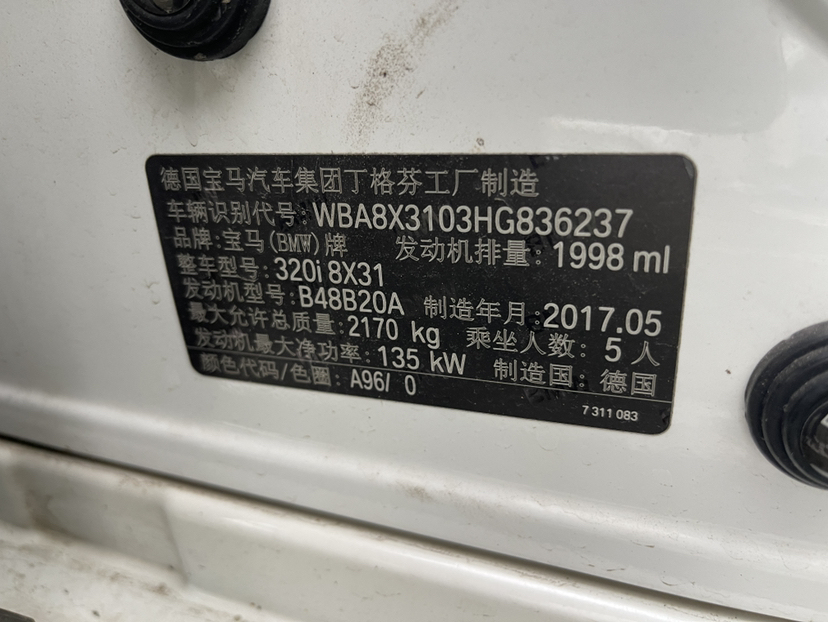 德国宝马汽车集团丁格芬工厂制造
车辆识别代号: WBA8X3103HG836237
品牌: 宝马(BMW)牌 发动机排量: 1998 ml
整车型号: 320i 8X31
发动机型号: B48B20A 制造年月: 2017.05
最大允许总质量: 2170 kg 乘坐人数: 5 人
发动机最大净功率: 135 kW 制造国: 德国
颜色代码/色圈: A96/ 0
7 311 083